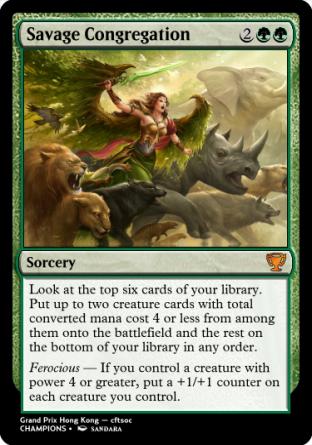 Savage Congregation 2
Sorcery
Look at the top six cards of your library.
Put up to two creature cards with total
converted mana cost 4 or less from among
them onto the battlefield and the rest on
the bottom of your library in any order.
Ferocious — If you control a creature with
power 4 or greater, put a +1/+1 counter on
each creature you control.
Grand Prix Hong Kong — cftsoc
CHAMPIONS • SANDARA